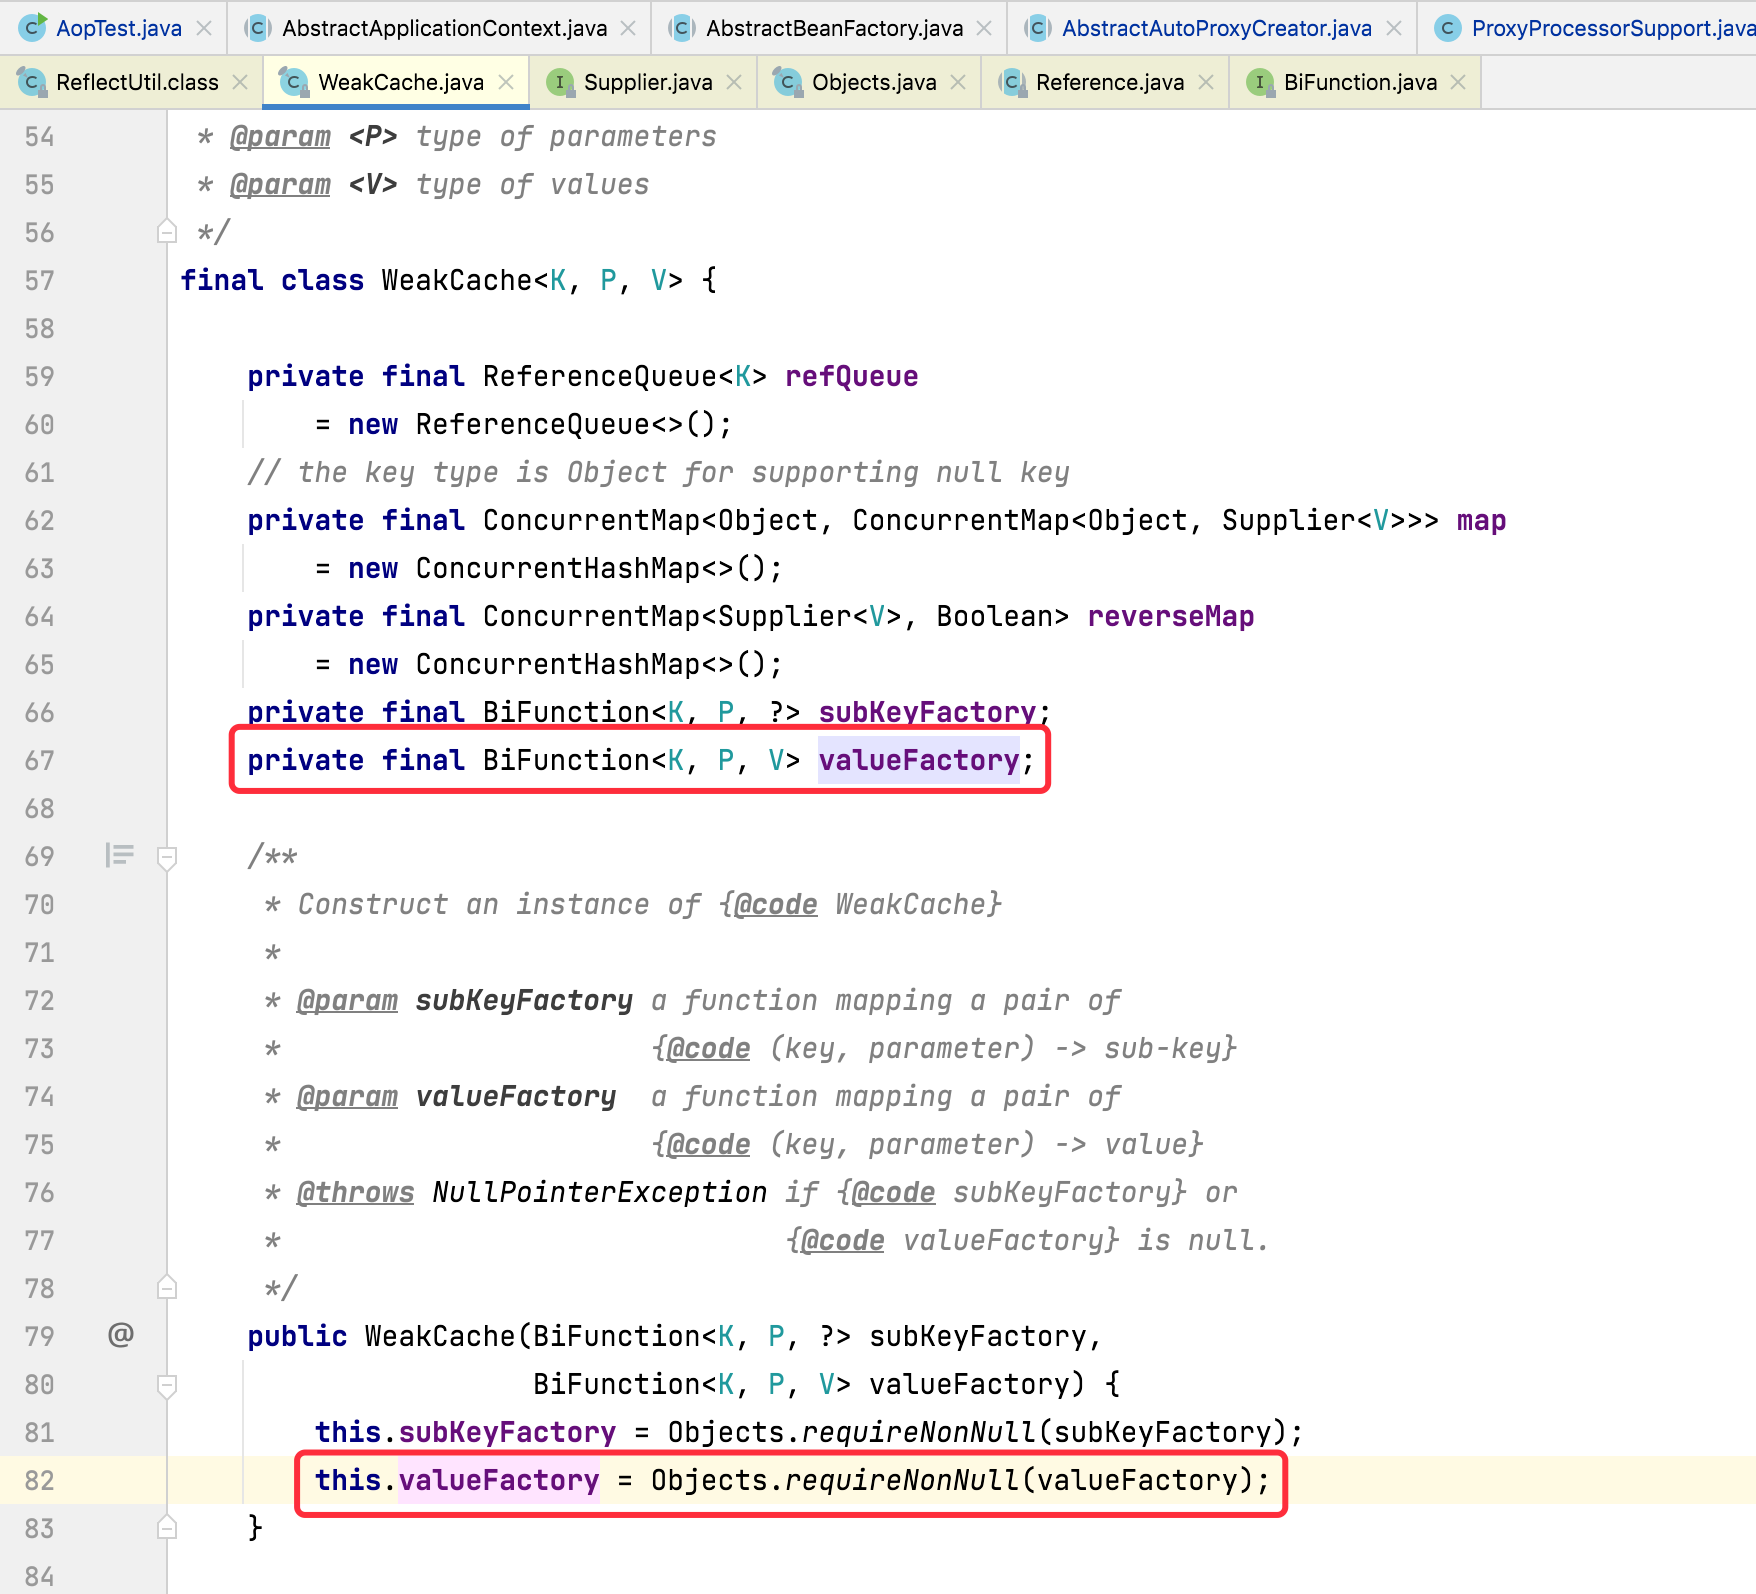 AopTest.java AbstractApplicationContext.java AbstractBeanFactory.java AbstractAutoProxyCreator.java ProxyProcessorSupport.java
ReflectUtil.class WeakCache.java Supplier.java Objects.java Reference.java BiFunction.java
54 * @param <P> type of parameters
55 * @param <V> type of values
56 */
57 final class WeakCache<K, P, V> {
58
59 private final ReferenceQueue<K> refQueue
60 = new ReferenceQueue<>();
61 // the key type is Object for supporting null key
62 private final ConcurrentMap<Object, ConcurrentMap<Object, Supplier<V>>> map
63 = new ConcurrentHashMap<>();
64 private final ConcurrentMap<Supplier<V>, Boolean> reverseMap
65 = new ConcurrentHashMap<>();
66 private final BiFunction<K, P, ?> subKeyFactory;
67 private final BiFunction<K, P, V> valueFactory;
68
69 /**
70 * Construct an instance of {@code WeakCache}
71 *
72 * @param subKeyFactory a function mapping a pair of
73 * {@code (key, parameter) -> sub-key}
74 * @param valueFactory a function mapping a pair of
75 * {@code (key, parameter) -> value}
76 * @throws NullPointerException if {@code subKeyFactory} or
77 * {@code valueFactory} is null.
78 */
79 @ public WeakCache(BiFunction<K, P, ?> subKeyFactory,
80 BiFunction<K, P, V> valueFactory) {
81 this.subKeyFactory = Objects.requireNonNull(subKeyFactory);
82 this.valueFactory = Objects.requireNonNull(valueFactory);
83 }
84